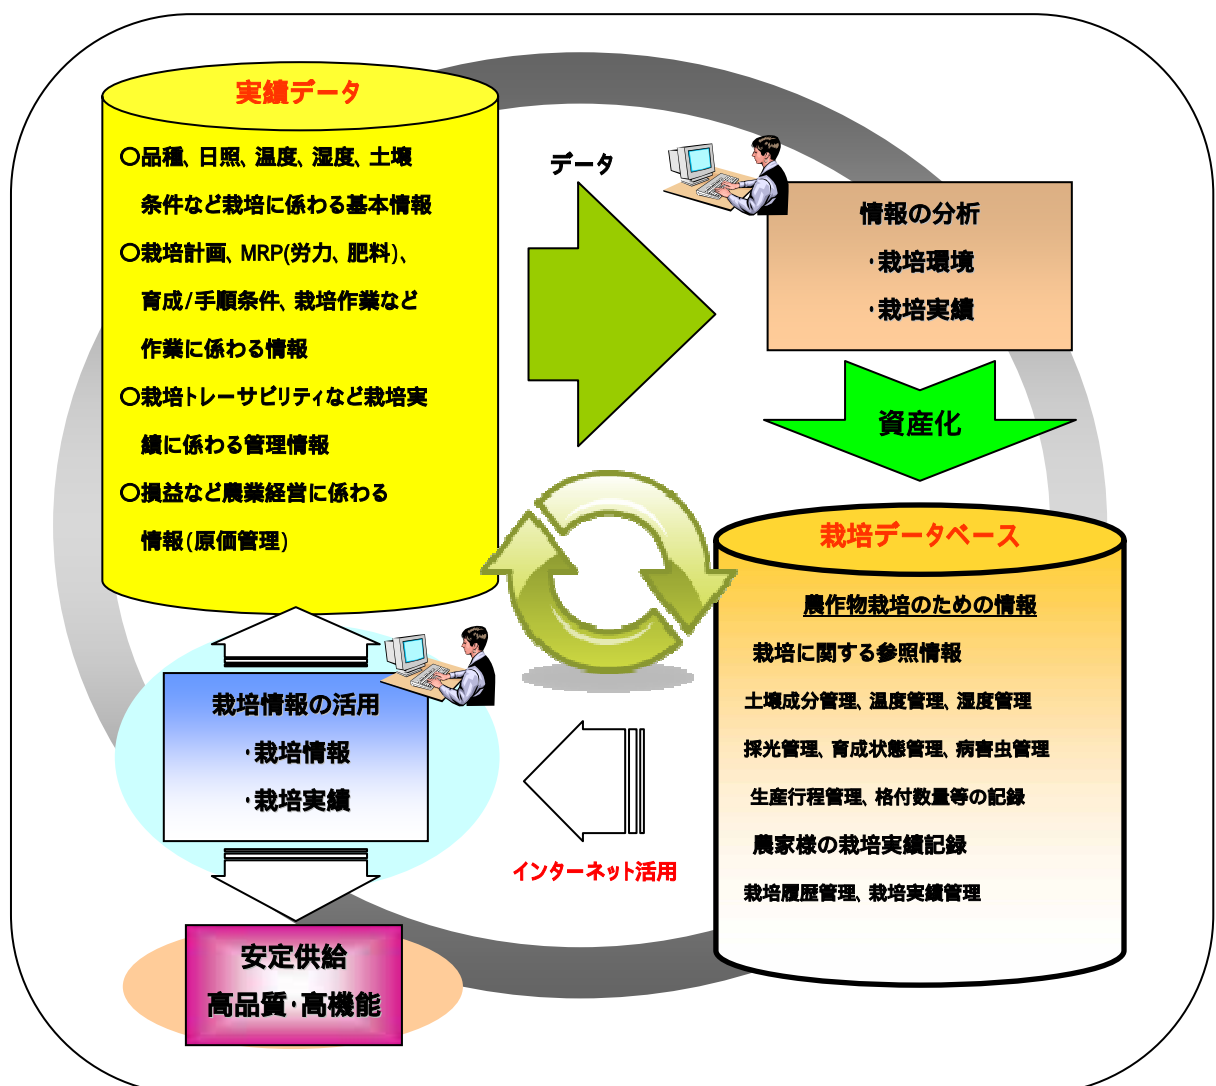 実績データ
〇品種、日照、温度、湿度、土壌
条件など栽培に係わる基本情報
〇栽培計画、MRP(労力、肥料)、
育成/手順条件、栽培作業など
作業に係わる情報
〇栽培トレーサビリティなど栽培実
績に係わる管理情報
〇損益など農業経営に係わる
情報(原価管理)
データ
情報の分析
・栽培環境
・栽培実績
資産化
栽培データベース
農作物栽培のための情報
栽培に関する参照情報
土壌成分管理、温度管理、湿度管理
採光管理、育成状態管理、病害虫管理
生産行程管理、格付数量等の記録
農家様の栽培実績記録
栽培履歴管理、栽培実績管理
インターネット活用
栽培情報の活用
・栽培情報
・栽培実績
安定供給
高品質・高機能